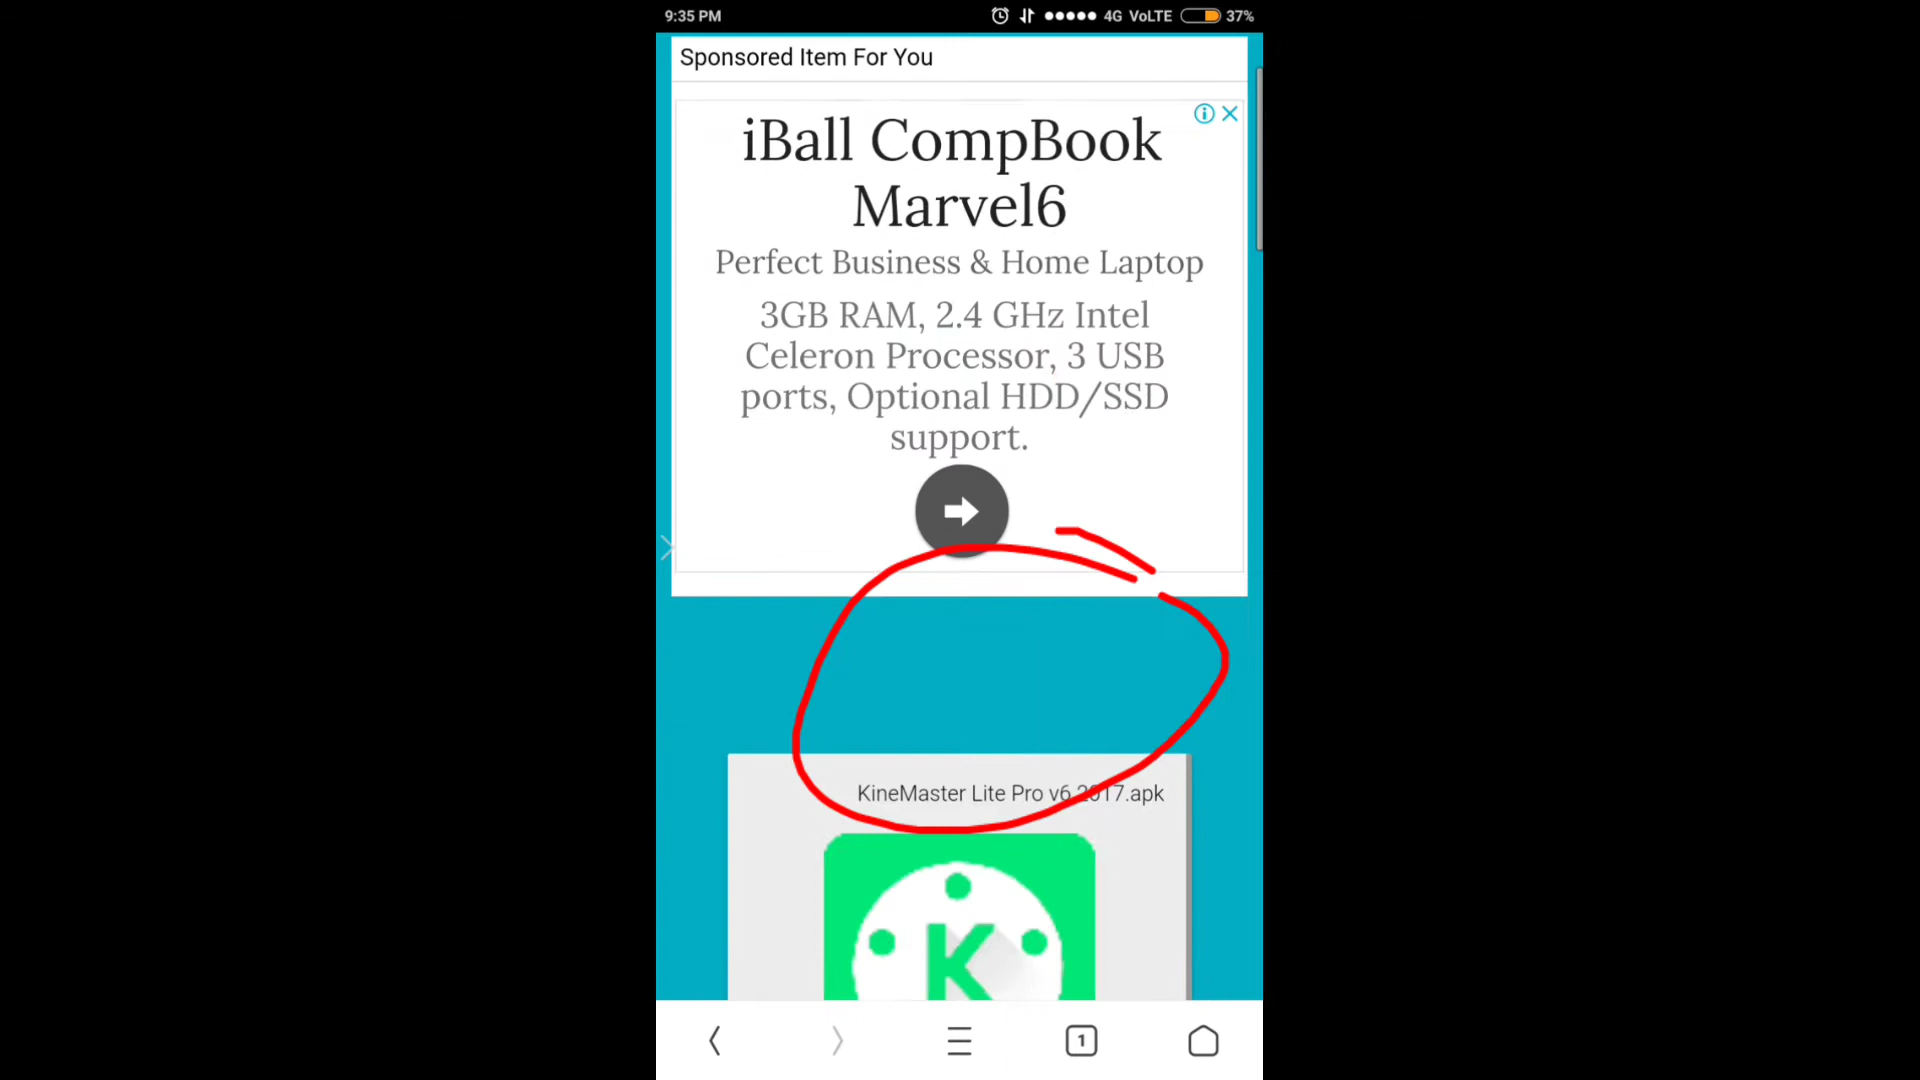 9:35 PM
4G VoLTE 37%
Sponsored Item For You
iBall CompBook
Marvel6
Perfect Business & Home Laptop
3GB RAM, 2.4 GHz Intel
Celeron Processor, 3 USB
ports, Optional HDD/SSD
support.
KineMaster Lite Pro v6 2017.apk
K
1